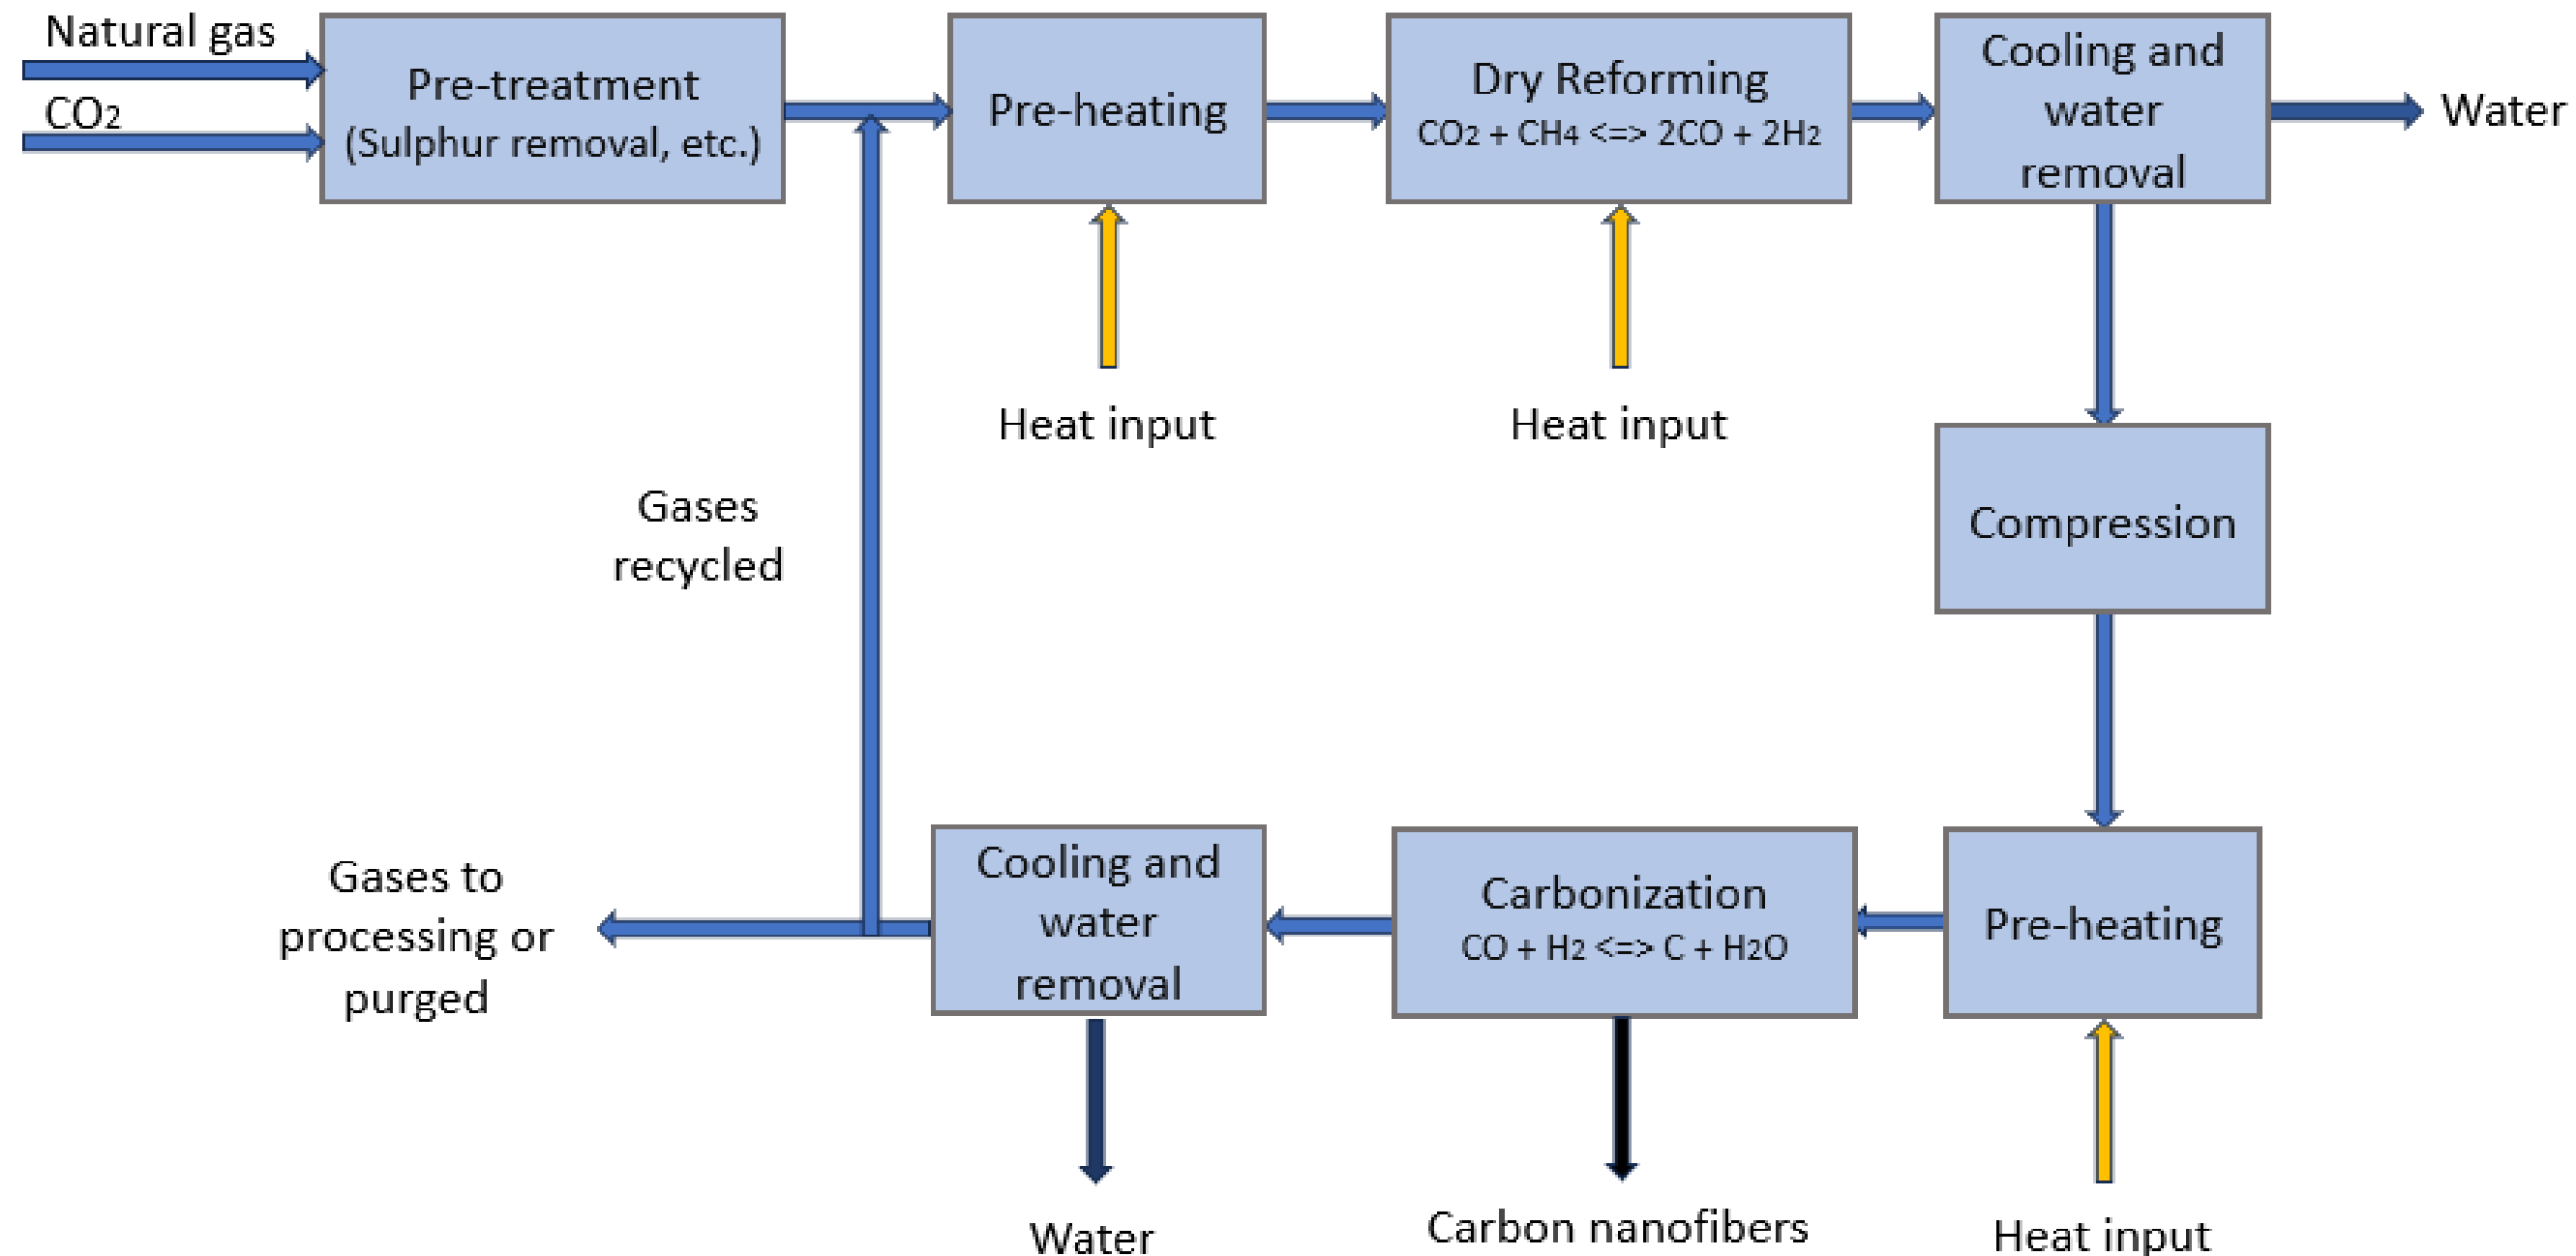 Natural gas
CO2
Pre-treatment
(Sulphur removal, etc.)
Pre-heating
Dry Reforming
CO2 + CH4 <=> 2CO + 2H2
Cooling and
water
removal
Water
Heat input
Heat input
Gases
recycled
Compression
Gases to
processing or
purged
Cooling and
water
removal
Carbonization
CO + H2 <=> C + H2O
Pre-heating
Water
Carbon nanofibers
Heat input